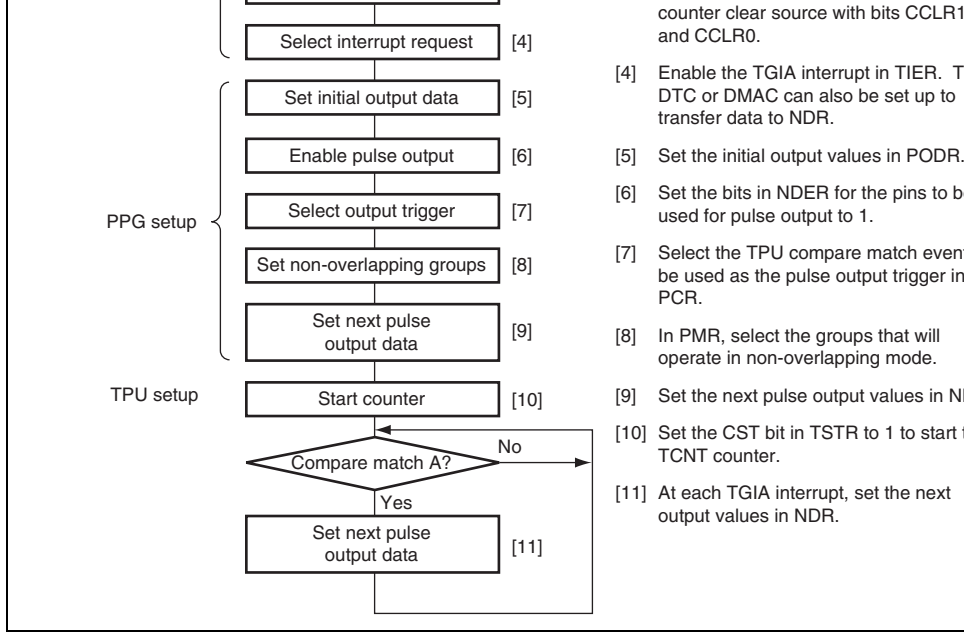 Select interrupt request [4]
Set initial output data [5]
Enable pulse output [6]
PPG setup
Select output trigger [7]
Set non-overlapping groups [8]
Set next pulse
output data
[9]
TPU setup
Start counter [10]
Compare match A?
No
Yes
Set next pulse
output data
[11]
counter clear source with bits CCLR1
and CCLR0.
[4] Enable the TGIA interrupt in TIER.
DTC or DMAC can also be set up to
transfer data to NDR.
[5] Set the initial output values in PODR.
[6] Set the bits in NDER for the pins to
used for pulse output to 1.
[7] Select the TPU compare match
be used as the pulse output trigger in
PCR.
[8] In PMR, select the groups that will
operate in non-overlapping mode.
[9] Set the next pulse output values in
[10] Set the CST bit in TSTR to 1 to start
TCNT counter.
[11] At each TGIA interrupt, set the next
output values in NDR.